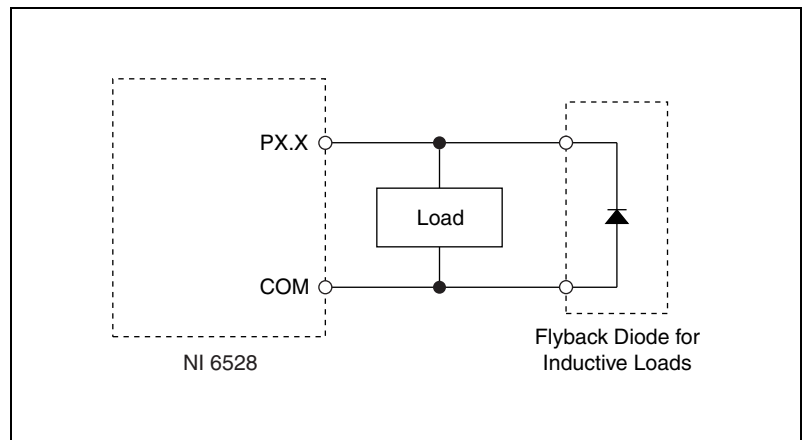 PX.X
Load
COM
NI 6528
Flyback Diode for
Inductive Loads